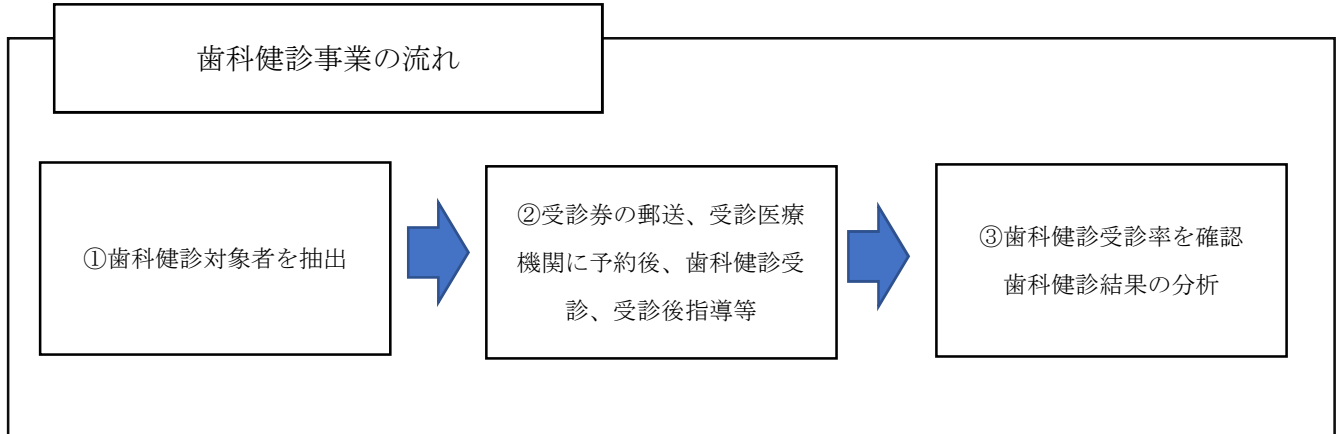 歯科健診事業の流れ
①歯科健診対象者を抽出
②受診券の郵送、受診医療
機関に予約後、歯科健診受
診、受診後指導等
③歯科健診受診率を確認
歯科健診結果の分析